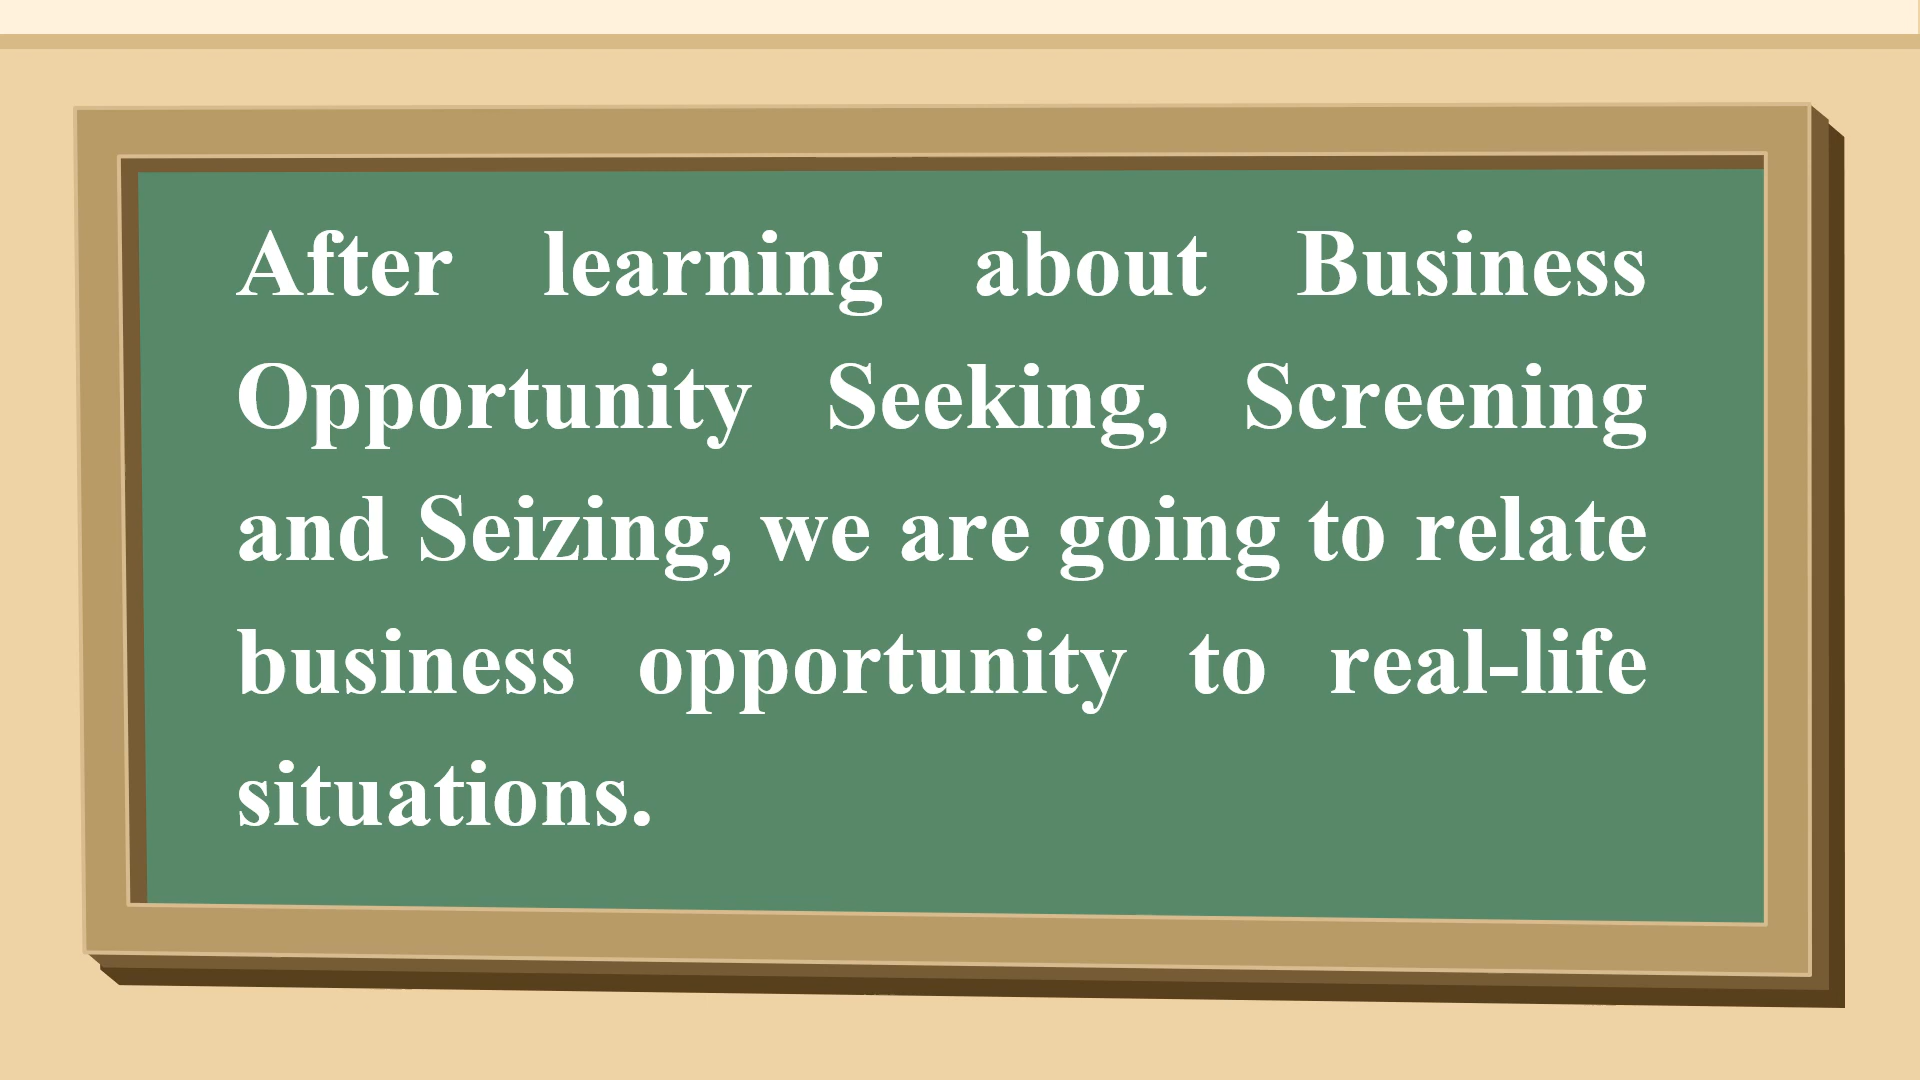 After learning about Business
Opportunity Seeking, Screening
and Seizing, we are going to relate
business opportunity to real-life
situations.